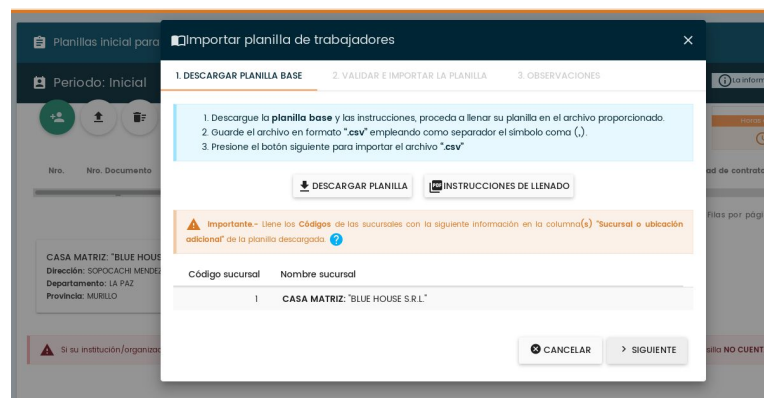 Planillas inicial para
Importar planilla de trabajadores
Periodo: Inicial
La inform
1. DESCARGAR PLANILLA BASE
2. VALIDAR E IMPORTAR LA PLANILLA
3. OBSERVACIONES
1. Descargue la planilla base y las instrucciones, proceda a llenar su planilla en el archivo proporcionado.
2. Guarde el archivo en formato ".csv" empleando como separador el simbolo coma (,).
3. Presione el botón siguiente para importar el archivo ".csv"
Horas
Nro. Nro. Documento
ad de contrato
DESCARGAR PLANILLA
PDF INSTRUCCIONES DE LLENADO
Filas por pági
Importante.- Llene los Códigos de las sucursales con la siguiente información en la columna(s) "Sucursal o ubicación
adicional" de la planilla descargada. ?
CASA MATRIZ: "BLUE HOUS
Dirección: SOPOCACHI MENDEZ
Departamento: LA PAZ
Provincia: MURILLO
Código sucursal Nombre sucursal
1 CASA MATRIZ: "BLUE HOUSE S.R.L."
Si su institución/organizac
CANCELAR
SIGUIENTE
silla NO CUENT